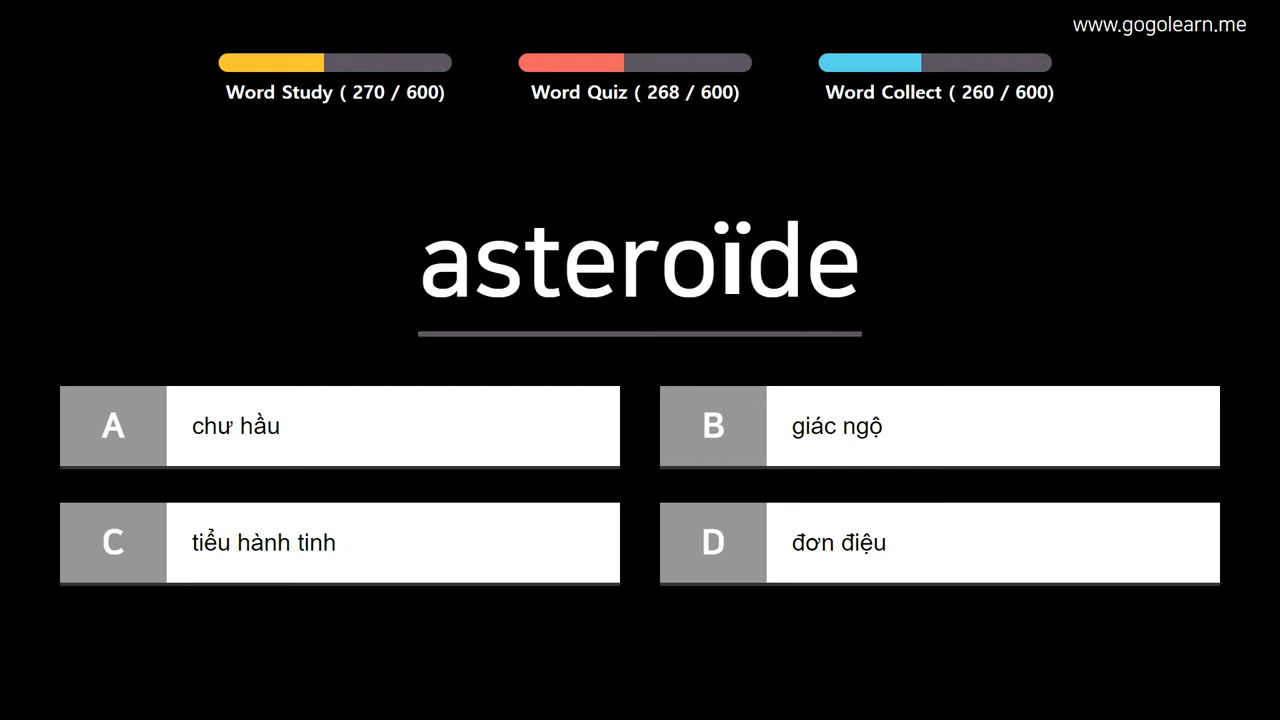 www.gogolearn.me
Word Study ( 270 / 600)
Word Quiz ( 268 / 600)
Word Collect ( 260 / 600)
asteroïde
A
chư hầu
B
giác ngộ
C
tiểu hành tinh
D
đơn điệu